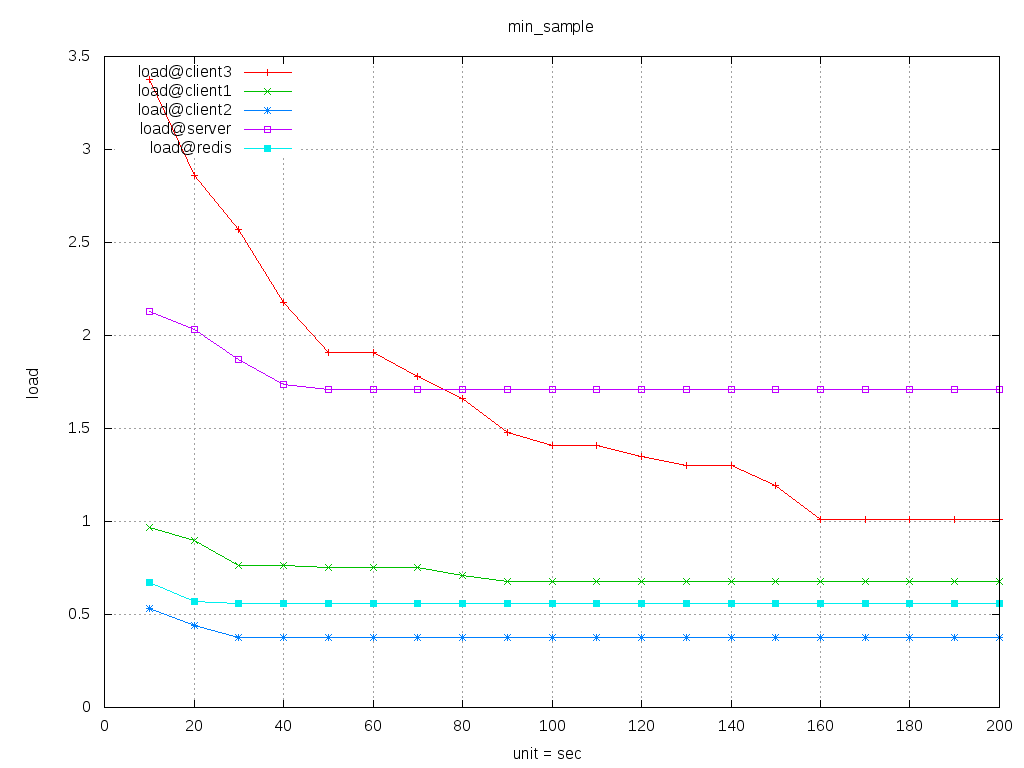 min_sample
3.5
3
2.5
2
1.5
1
0.5
0
load
load@client3
load@client1
load@client2
load@server
load@redis
0 20 40 60 80 100 120 140 160 180 200
unit = sec